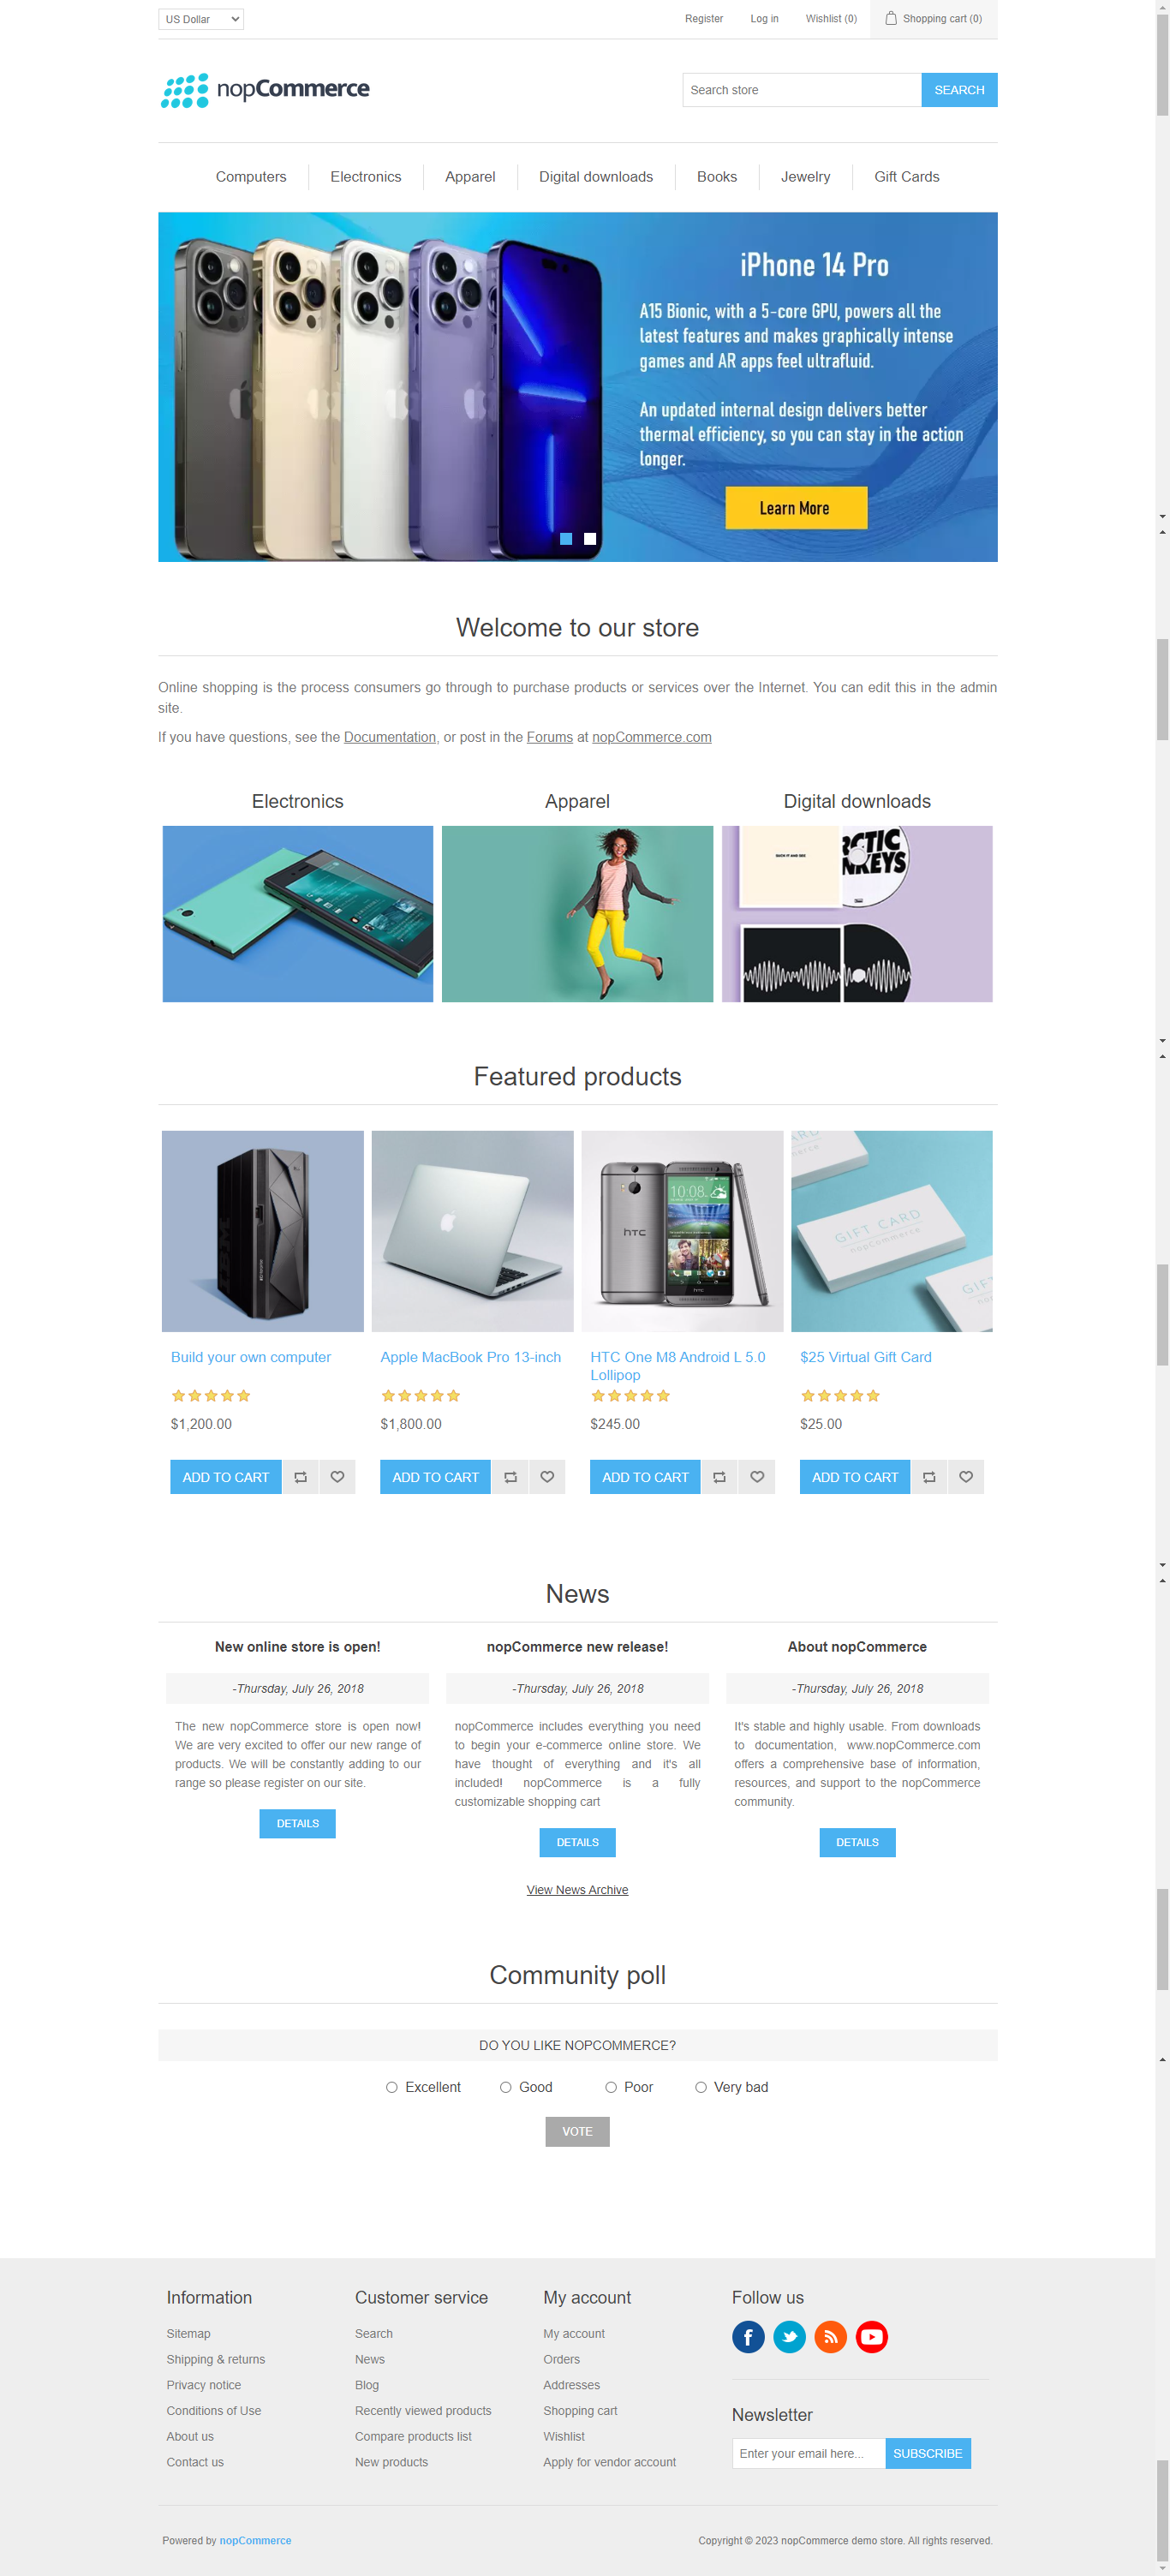 US Dollar
Register
Log in
Wishlist (0)
Shopping cart (0)
nopCommerce
Search store
SEARCH
Computers
Electronics
Apparel
Digital downloads
Books
Jewelry
Gift Cards
iPhone 14 Pro
A15 Bionic, with a 5-core GPU, powers all the
latest features and makes graphically intense
games and AR apps feel ultrafluid.
An updated internal design delivers better
thermal efficiency, so you can stay in the action
longer.
Learn More
Welcome to our store
Online shopping is the process consumers go through to purchase products or services over the Internet. You can edit this in the admin
site.
If you have questions, see the Documentation, or post in the Forums at nopCommerce.com
Electronics
Apparel
Digital downloads
SUCK IT AND SEE
CTIC
KEYS
Featured products
IBM
hTC
10:08
GIFT CARD
nopCommerce
Build your own computer
$1,200.00
ADD TO CART
Apple MacBook Pro 13-inch
$1,800.00
ADD TO CART
HTC One M8 Android L 5.0
Lollipop
$245.00
ADD TO CART
$25 Virtual Gift Card
$25.00
ADD TO CART
News
New online store is open!
-Thursday, July 26, 2018
The new nopCommerce store is open now!
We are very excited to offer our new range of
products. We will be constantly adding to our
range so please register on our site.
DETAILS
nopCommerce new release!
-Thursday, July 26, 2018
nopCommerce includes everything you need
to begin your e-commerce online store. We
have thought of everything and it's all
included! nopCommerce is a fully
customizable shopping cart
DETAILS
About nopCommerce
-Thursday, July 26, 2018
It's stable and highly usable. From downloads
to documentation, www.nopCommerce.com
offers a comprehensive base of information,
resources, and support to the nopCommerce
community.
DETAILS
View News Archive
Community poll
DO YOU LIKE NOPCOMMERCE?
Excellent
Good
Poor
Very bad
VOTE
Information
Sitemap
Shipping & returns
Privacy notice
Conditions of Use
About us
Contact us
Customer service
Search
News
Blog
Recently viewed products
Compare products list
New products
My account
My account
Orders
Addresses
Shopping cart
Wishlist
Apply for vendor account
Follow us
Newsletter
Enter your email here...
SUBSCRIBE
Powered by nopCommerce
Copyright © 2023 nopCommerce demo store. All rights reserved.